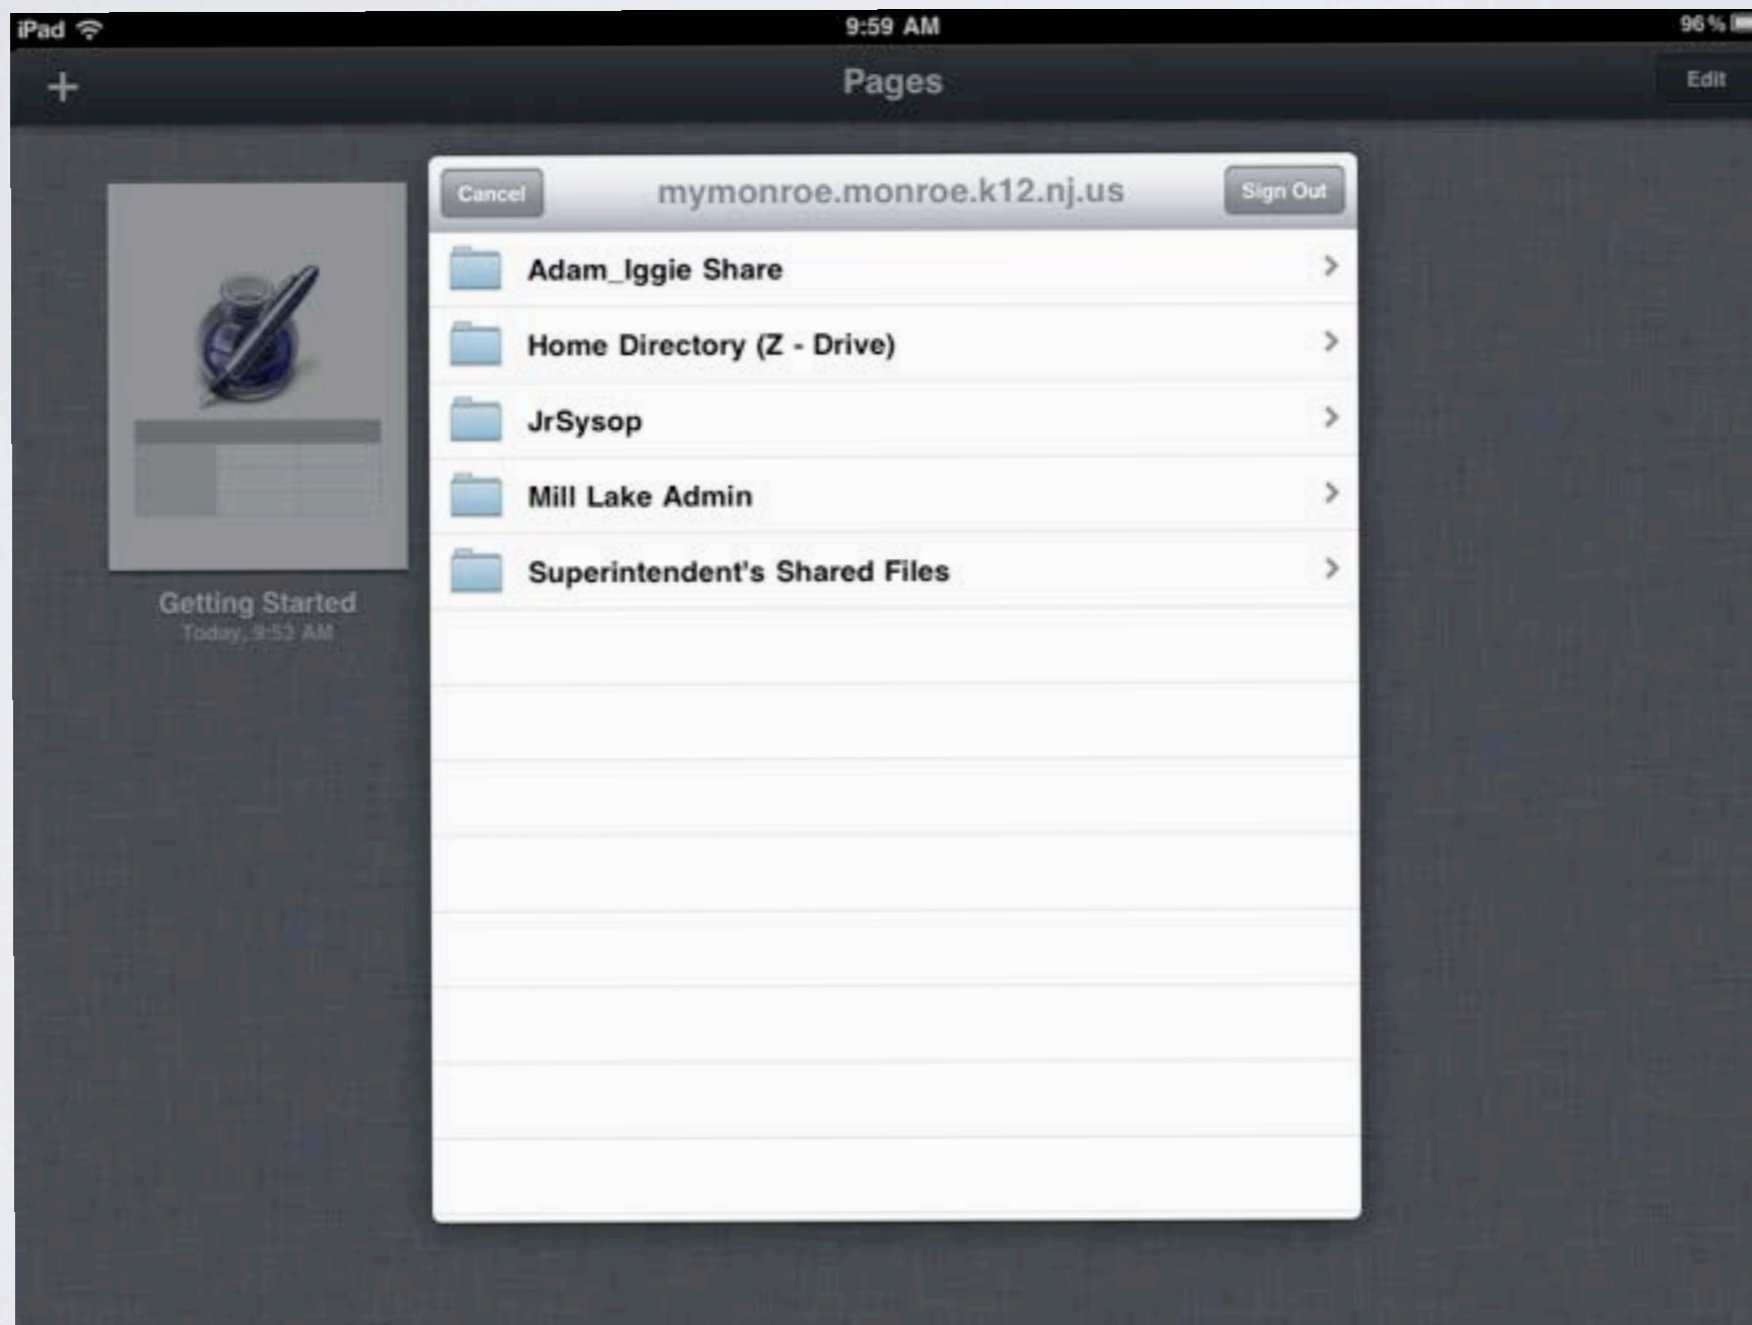 iPad 9:59 AM 96%
+ Pages Edit
Cancel mymonroe.monroe.k12.nj.us Sign Out
Adam_Iggie Share
Home Directory (Z - Drive)
JrSysop
Mill Lake Admin
Superintendent's Shared Files
Getting Started
Today, 9:53 AM